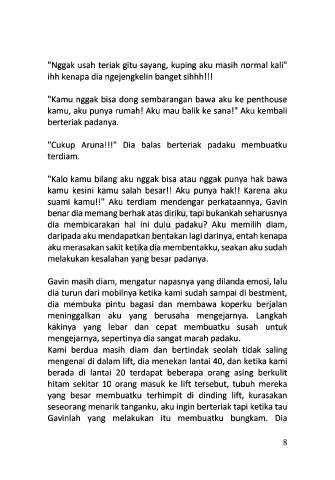 "Nggak usah teriak gitu sayang, kuping aku masih normal kali"
ihh kenapa dia ngejengkelin banget sihhh!!!
"Kamu nggak bisa dong sembarangan bawa aku ke penthouse
kamu, aku punya rumah! Aku mau balik ke sana!" Aku kembali
berteriak padanya.
"Cukup Aruna!!!" Dia balas berteriak padaku membuatku
terdiam.
"Kalo kamu bilang aku nggak bisa atau nggak punya hak bawa
kamu kesini kamu salah besar!! Aku punya hak!! Karena aku
suami kamu!!" Aku terdiam mendengar perkataannya, Gavin
benar dia memang berhak atas diriku, tapi bukankah seharusnya
dia membicarakan hal ini dulu padaku? Aku memilih diam,
daripada aku mendapatkan bentakan lagi darinya, entah kenapa
aku merasakan sakit ketika dia membentakku, seakan aku sudah
melakukan kesalahan yang besar padanya.
Gavin masih diam, mengatur napasnya yang dilanda emosi, lalu
dia turun dari mobilnya ketika kami sudah sampai di bestment,
dia membuka pintu bagasi dan membawa koperku berjalan
meninggalkan aku yang berusaha mengejarnya. Langkah
kakinya yang lebar dan cepat membuatku susah untuk
mengejarnya, sepertinya dia sangat marah padaku.
Kami berdua masih diam dan bertindak seolah tidak saling
mengenal di dalam lift, dia menekan lantai 40, dan ketika kami
berada di lantai 20 terdapat beberapa orang asing berkulit
hitam sekitar 10 orang masuk ke lift tersebut, tubuh mereka
yang besar membuatku terhimpit di dinding lift, kurasakan
seseorang menarik tanganku, aku ingin berteriak tapi ketika tau
Gavinlah yang melakukan itu membuatku bungkam. Dia
8